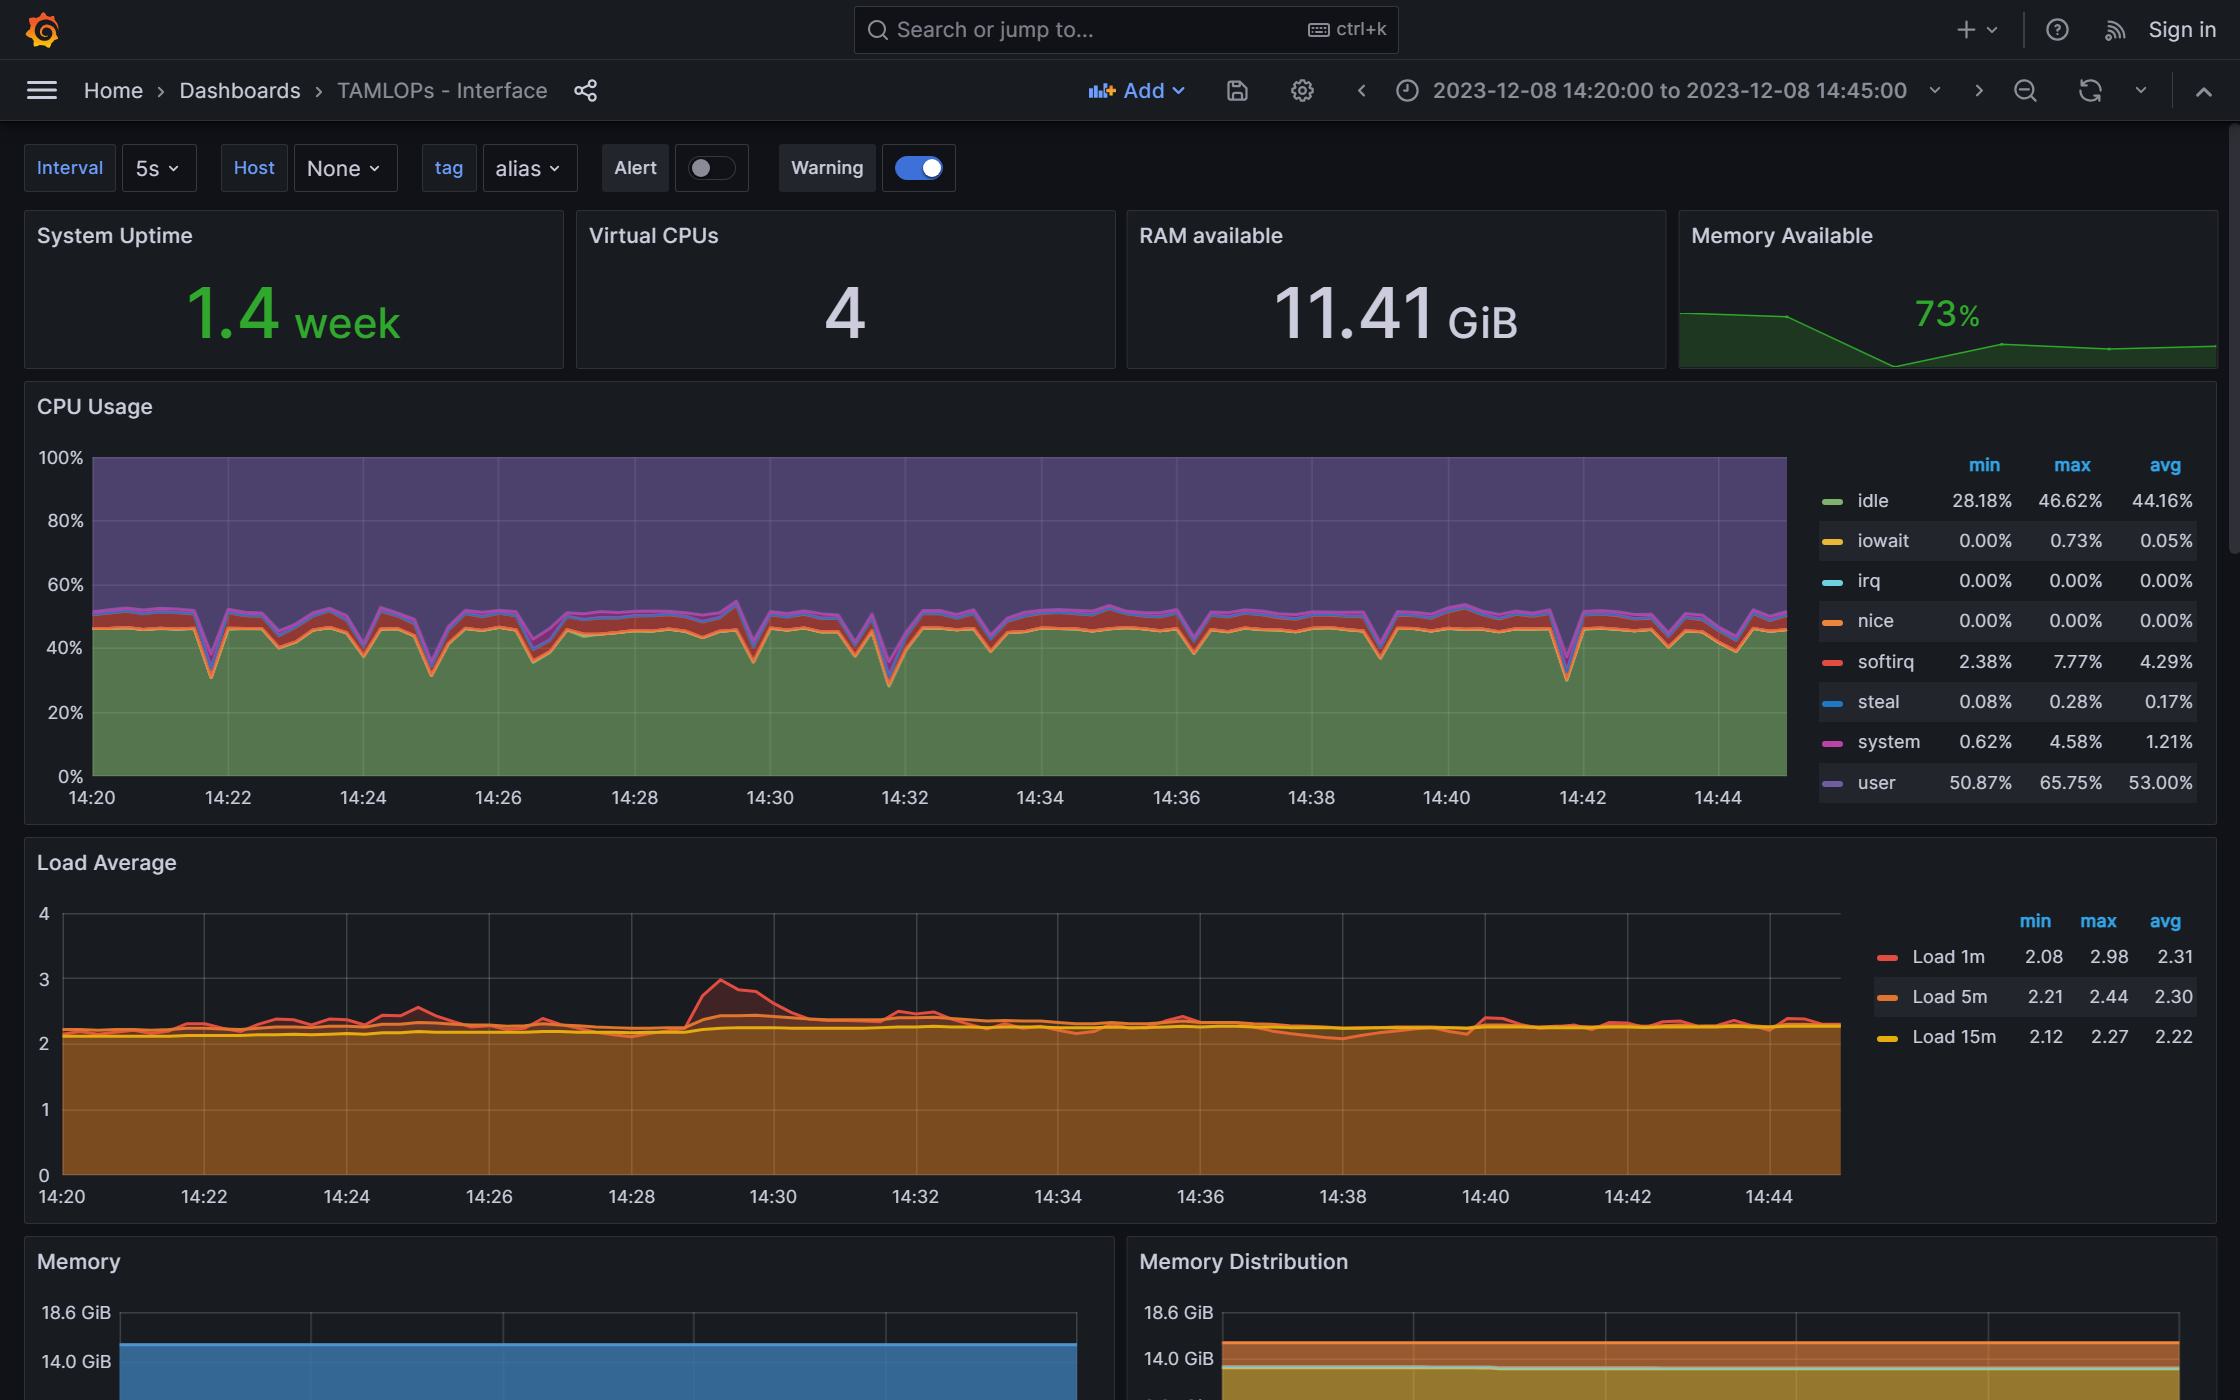 Search or jump to... ctrl+k Sign in
Home › Dashboards › TAMLOPs - Interface Add 2023-12-08 14:20:00 to 2023-12-08 14:45:00
Interval 5s Host None tag alias Alert Warning
System Uptime
1.4 week
Virtual CPUs
4
RAM available
11.41 GiB
Memory Available
73%
CPU Usage
100%
80%
60%
40%
20%
0%
14:20 14:22 14:24 14:26 14:28 14:30 14:32 14:34 14:36 14:38 14:40 14:42 14:44
min max avg
idle 28.18% 46.62% 44.16%
iowait 0.00% 0.73% 0.05%
irq 0.00% 0.00% 0.00%
nice 0.00% 0.00% 0.00%
softirq 2.38% 7.77% 4.29%
steal 0.08% 0.28% 0.17%
system 0.62% 4.58% 1.21%
user 50.87% 65.75% 53.00%
Load Average
4
3
2
1
0
14:20 14:22 14:24 14:26 14:28 14:30 14:32 14:34 14:36 14:38 14:40 14:42 14:44
min max avg
Load 1m 2.08 2.98 2.31
Load 5m 2.21 2.44 2.30
Load 15m 2.12 2.27 2.22
Memory
18.6 GiB
14.0 GiB
Memory Distribution
18.6 GiB
14.0 GiB